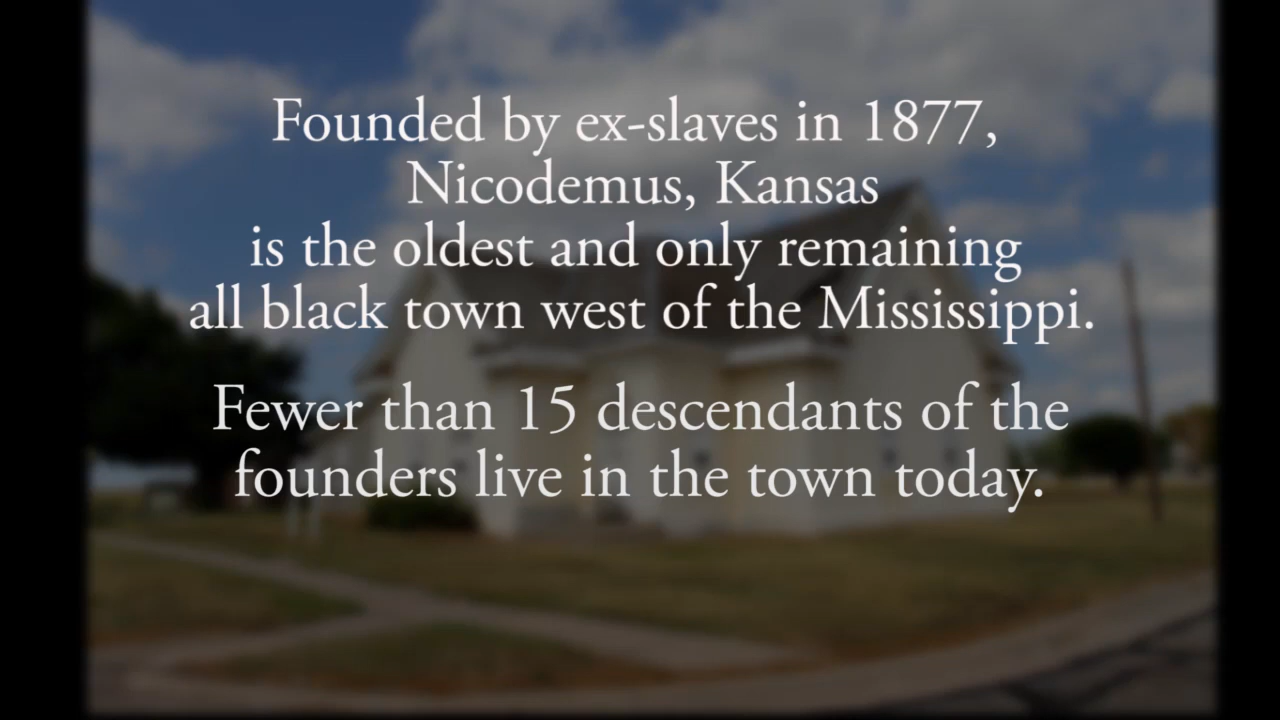 Founded by ex-slaves in 1877,
Nicodemus, Kansas
is the oldest and only remaining
all black town west of the Mississippi.
Fewer than 15 descendants of the
founders live in the town today.